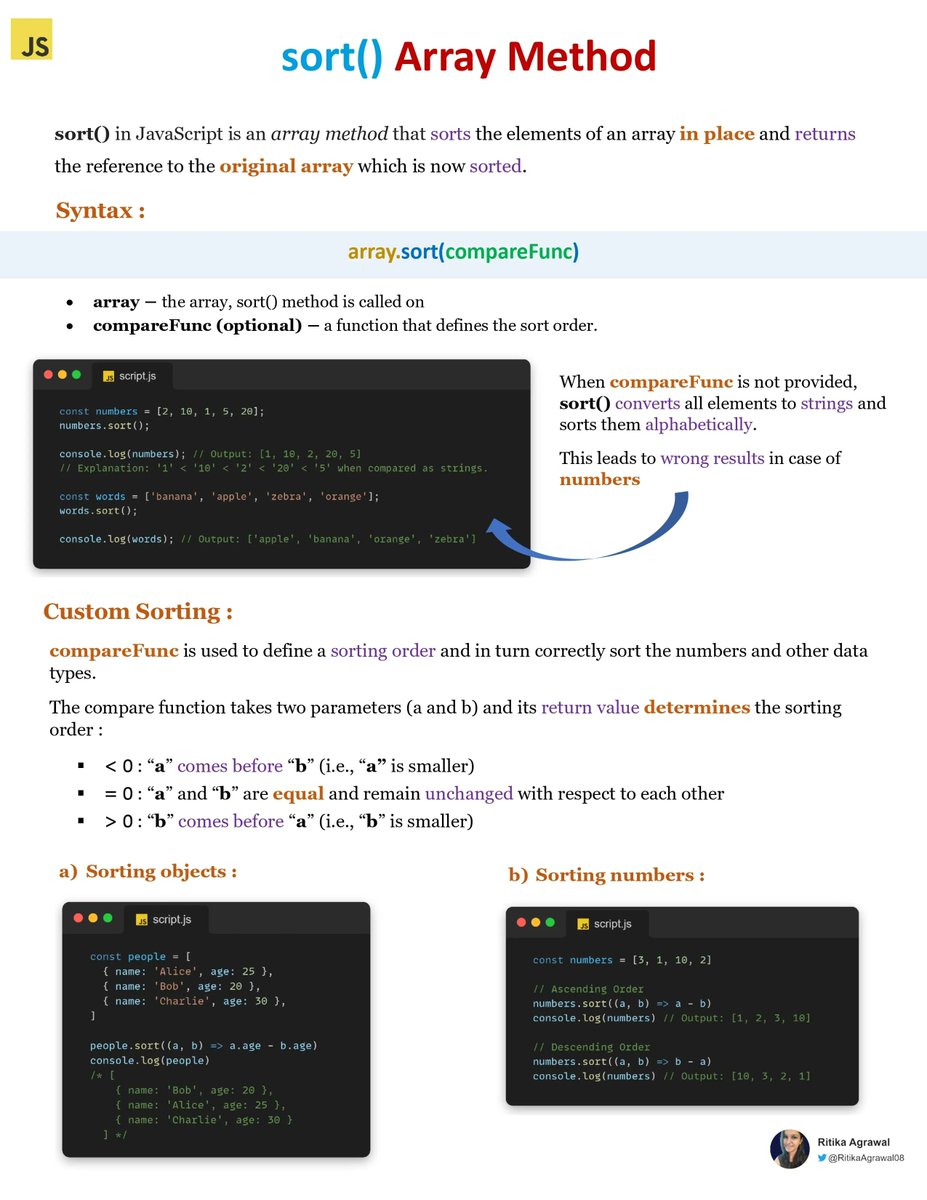 JS
sort() Array Method
sort() in JavaScript is an array method that sorts the elements of an array in place and returns
the reference to the original array which is now sorted.
Syntax :
array.sort(compareFunc)
• array – the array, sort() method is called on
• compareFunc (optional) – a function that defines the sort order.
JS script.js
const numbers = [2, 10, 1, 5, 20];
numbers.sort();
console.log(numbers); // Output: [1, 10, 2, 20, 5]
// Explanation: '1' < '10' < '2' < '20' < '5' when compared as strings.
const words = ['banana', 'apple', 'zebra', 'orange'];
words.sort();
console.log(words); // Output: ['apple', 'banana', 'orange', 'zebra']
When compareFunc is not provided,
sort() converts all elements to strings and
sorts them alphabetically.
This leads to wrong results in case of
numbers
Custom Sorting :
compareFunc is used to define a sorting order and in turn correctly sort the numbers and other data
types.
The compare function takes two parameters (a and b) and its return value determines the sorting
order :
▪ < 0 : “a” comes before “b” (i.e., “a” is smaller)
▪ = 0 : “a” and “b” are equal and remain unchanged with respect to each other
▪ > 0 : “b” comes before “a” (i.e., “b” is smaller)
a) Sorting objects :
JS script.js
const people = [
{ name: 'Alice', age: 25 },
{ name: 'Bob', age: 20 },
{ name: 'Charlie', age: 30 },
]
people.sort((a, b) => a.age - b.age)
console.log(people)
/* [
{ name: 'Bob', age: 20 },
{ name: 'Alice', age: 25 },
{ name: 'Charlie', age: 30 }
] */
b) Sorting numbers :
JS script.js
const numbers = [3, 1, 10, 2]
// Ascending Order
numbers.sort((a, b) => a - b)
console.log(numbers) // Output: [1, 2, 3, 10]
// Descending Order
numbers.sort((a, b) => b - a)
console.log(numbers) // Output: [10, 3, 2, 1]
Ritika Agrawal
@RitikaAgrawal08